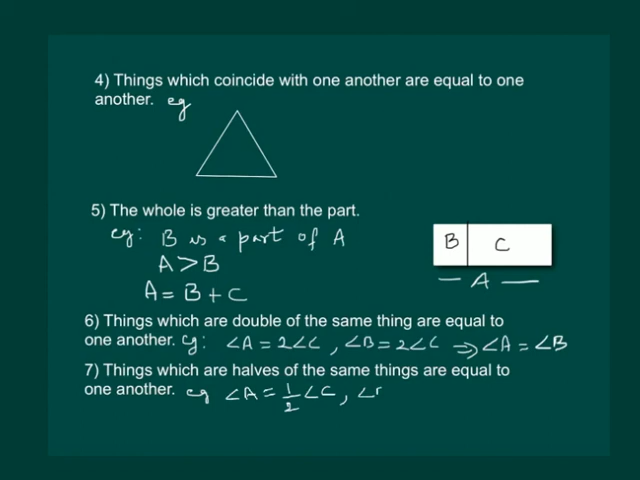 4) Things which coincide with one another are equal to one
another. eg
5) The whole is greater than the part.
eg: B is a part of A
A > B
A = B + C
B C
A
6) Things which are double of the same thing are equal to
one another. eg: ∠A = 2∠C, ∠B = 2∠C ⇒ ∠A = ∠B
7) Things which are halves of the same things are equal to
one another. eg ∠A = 1/2 ∠C, ∠